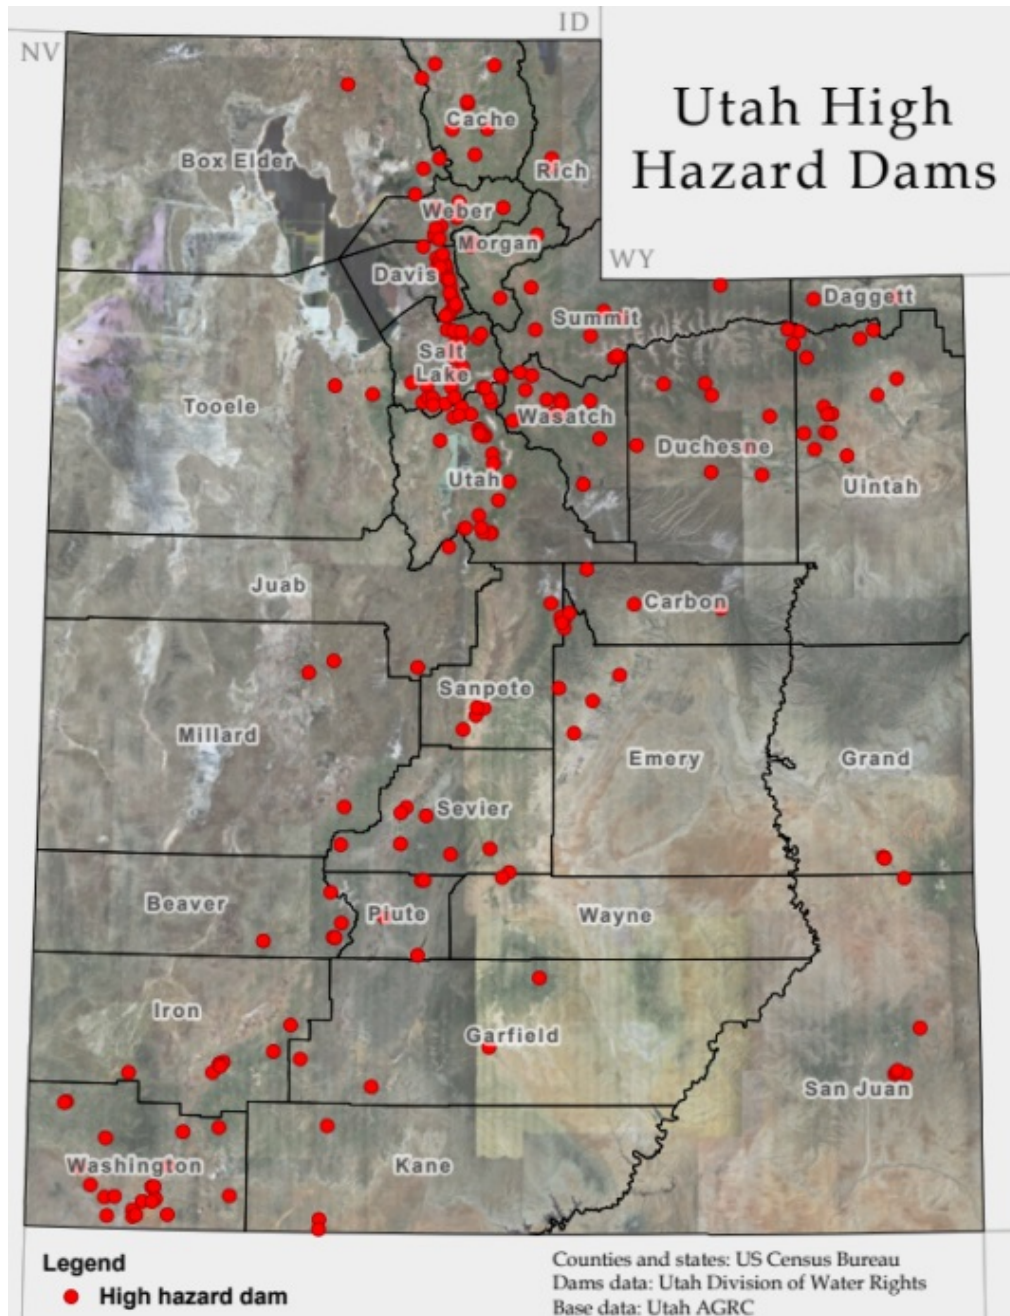 ID
NV
Utah High
Hazard Dams
Cache
Box Elder
Rich
Weber
Morgan
WY
Davis
Daggett
Summit
Salt
Lake
Tooele
Wasatch
Duchesne
Utah
Uintah
Juab
Carbon
Sanpete
Millard
Emery
Grand
Sevier
Beaver
Piute
Wayne
Iron
Garfield
San Juan
Washington
Kane
Legend
High hazard dam
Counties and states: US Census Bureau
Dams data: Utah Division of Water Rights
Base data: Utah AGRC